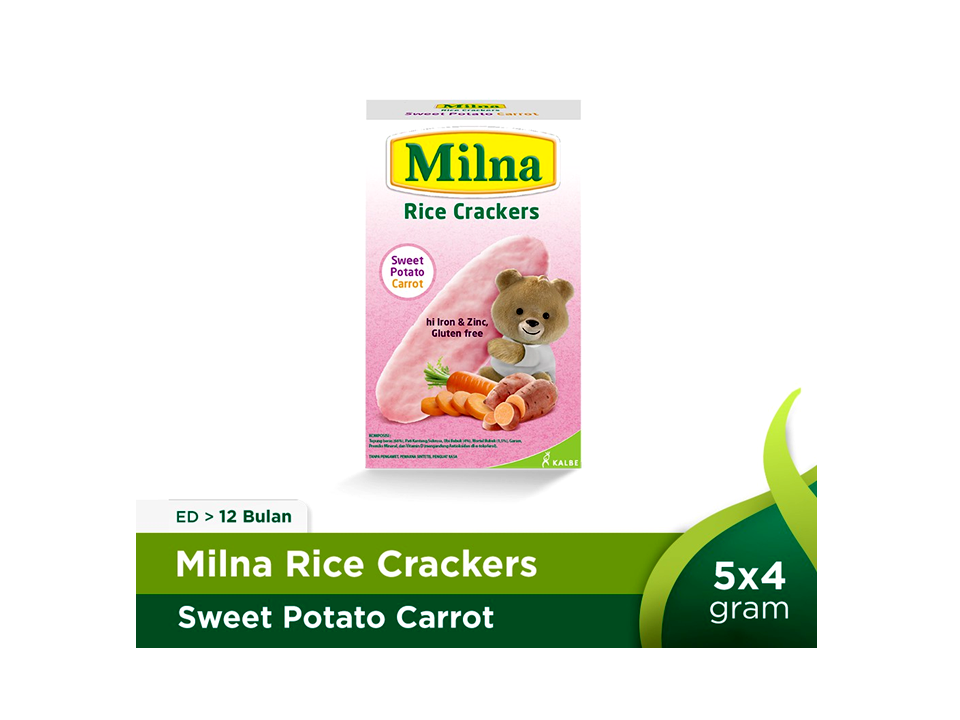 Milna
Rice Crackers
Sweet Potato Carrot
Milna
Rice Crackers
Sweet
Potato
Carrot
hi Iron & Zinc,
Gluten free
KOMPOSISI :
KALBE
ED > 12 Bulan
Milna Rice Crackers
Sweet Potato Carrot
5x4
gram